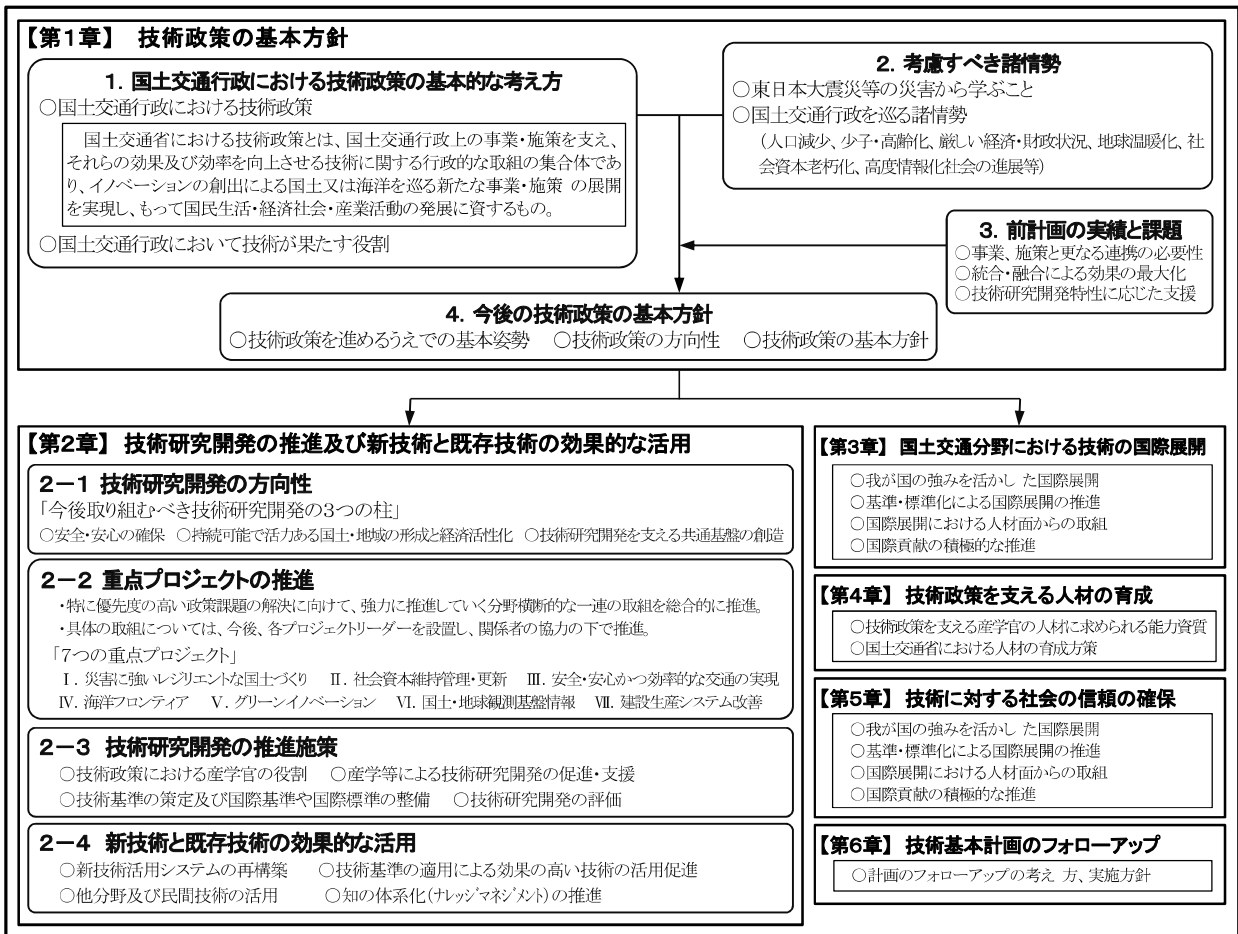 【第1章】 技術政策の基本方針
1．国土交通行政における技術政策の基本的な考え方
○国土交通行政における技術政策
国土交通省における技術政策とは、国土交通行政上の事業・施策を支え、
それらの効果及び効率を向上させる技術に関する行政的な取組の集合体であ
り、イノベーションの創出による国土又は海洋を巡る新たな事業・施策 の展開
を実現し、もって国民生活・経済社会・産業活動の発展に資するもの。
○国土交通行政において技術が果たす役割
2．考慮すべき諸情勢
○東日本大震災等の災害から学ぶこと
○国土交通行政を巡る諸情勢
（人口減少、少子・高齢化、厳しい経済・財政状況、地球温暖化、社
会資本老朽化、高度情報化社会の進展等）
3．前計画の実績と課題
○事業、施策と更なる連携の必要性
○統合・融合による効果の最大化
○技術研究開発特性に応じた支援
4．今後の技術政策の基本方針
○技術政策を進めるうえでの基本姿勢 ○技術政策の方向性 ○技術政策の基本方針
【第2章】 技術研究開発の推進及び新技術と既存技術の効果的な活用
2－1 技術研究開発の方向性
「今後取り組むべき技術研究開発の3つの柱」
○安全・安心の確保 ○持続可能で活力ある国土・地域の形成と経済活性化 ○技術研究開発を支える共通基盤の創造
2－2 重点プロジェクトの推進
・特に優先度の高い政策課題の解決に向けて、強力に推進していく分野横断的な一連の取組を総合的に推進。
・具体の取組については、今後、各プロジェクトリーダーを設置し、関係者の協力の下で推進。
「7つの重点プロジェクト」
Ⅰ．災害に強いレジリエントな国土づくり Ⅱ．社会資本維持管理・更新 Ⅲ．安全・安心かつ効率的な交通の実現
Ⅳ．海洋フロンティア Ⅴ．グリーンイノベーション Ⅵ．国土・地球観測基盤情報 Ⅶ．建設生産システム改善
2－3 技術研究開発の推進施策
○技術政策における産学官の役割 ○産学等による技術研究開発の促進・支援
○技術基準の策定及び国際基準や国際標準の整備 ○技術研究開発の評価
2－4 新技術と既存技術の効果的な活用
○新技術活用システムの再構築 ○技術基準の適用による効果の高い技術の活用促進
○他分野及び民間技術の活用 ○知の体系化（ナレッジマネジメント）の推進
【第3章】 国土交通分野における技術の国際展開
○我が国の強みを活かし た国際展開
○基準・標準化による国際展開の推進
○国際展開における人材面からの取組
○国際貢献の積極的な推進
【第4章】 技術政策を支える人材の育成
○技術政策を支える産学官の人材に求められる能力資質
○国土交通省における人材の育成方策
【第5章】 技術に対する社会の信頼の確保
○我が国の強みを活かし た国際展開
○基準・標準化による国際展開の推進
○国際展開における人材面からの取組
○国際貢献の積極的な推進
【第6章】 技術基本計画のフォローアップ
○計画のフォローアップの考え 方、実施方針